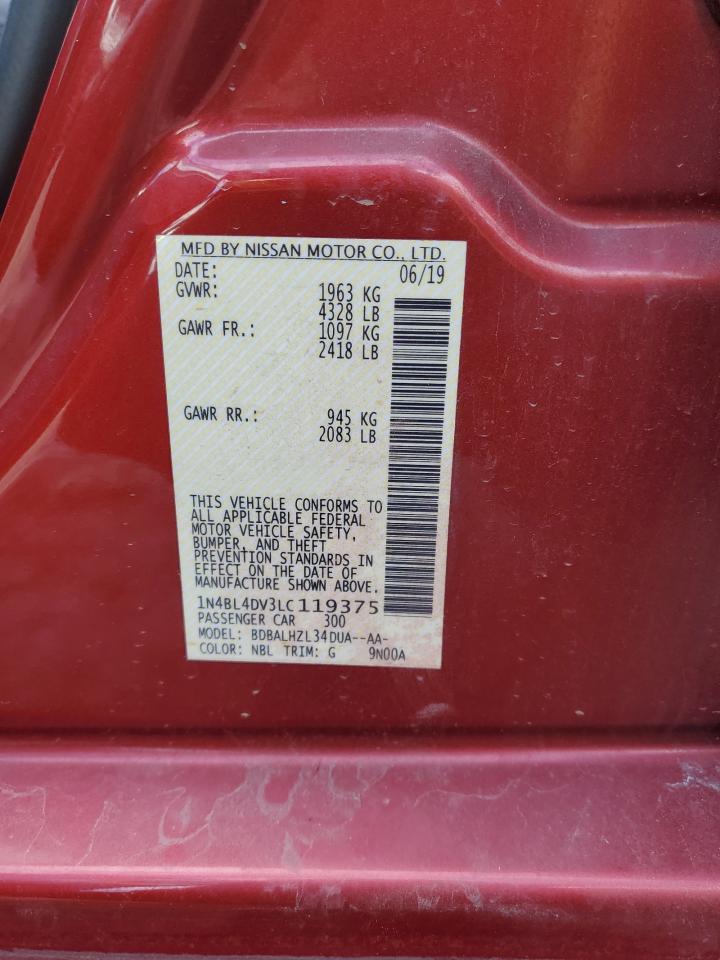 MFD BY NISSAN MOTOR CO., LTD.
DATE: 06/19
GVWR: 1963 KG
4328 LB
GAWR FR.: 1097 KG
2418 LB
GAWR RR.: 945 KG
2083 LB
THIS VEHICLE CONFORMS TO
ALL APPLICABLE FEDERAL
MOTOR VEHICLE SAFETY,
BUMPER, AND THEFT
PREVENTION STANDARDS IN
EFFECT ON THE DATE OF
MANUFACTURE SHOWN ABOVE.
1N4BL4DV3LC119375
PASSENGER CAR 300
MODEL: BDBALHZL34DUA--AA-
COLOR: NBL TRIM: G 9N00A